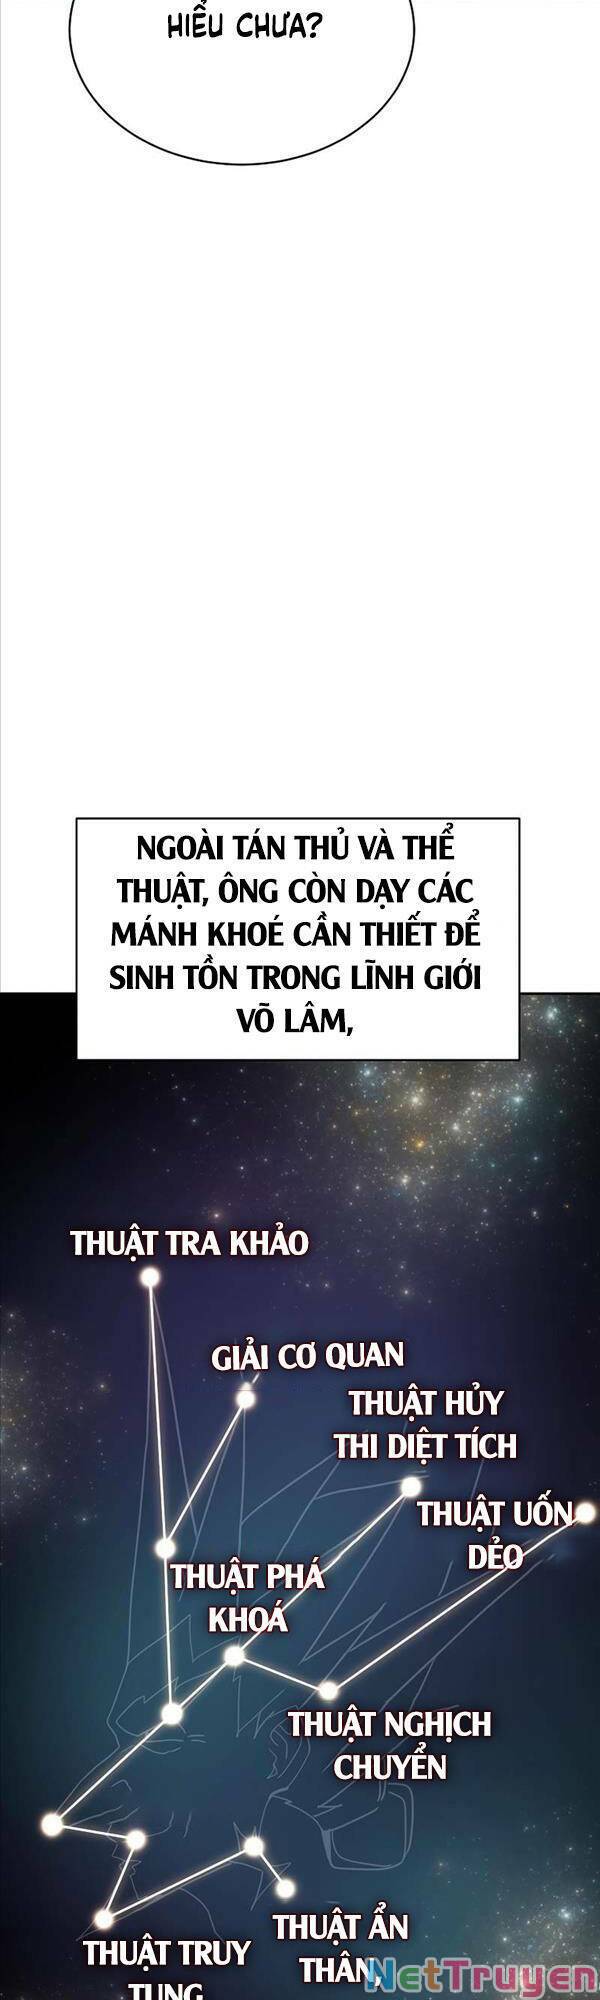 HIỂU CHƯA?
NGOÀI TÁN THỦ VÀ THỂ
THUẬT, ÔNG CÒN DẠY CÁC
MÁNH KHOÉ CẦN THIẾT ĐỂ
SINH TỒN TRONG LĨNH GIỚI
VÕ LÂM,
THUẬT TRA KHẢO
GIẢI CƠ QUAN
THUẬT HỦY
THI DIỆT TÍCH
THUẬT UỐN
DẺO
THUẬT PHÁ
KHOÁ
THUẬT NGHỊCH
CHUYỂN
THUẬT ẨN
THÂN
THUẬT TRUY
TUNG
NetTruyen